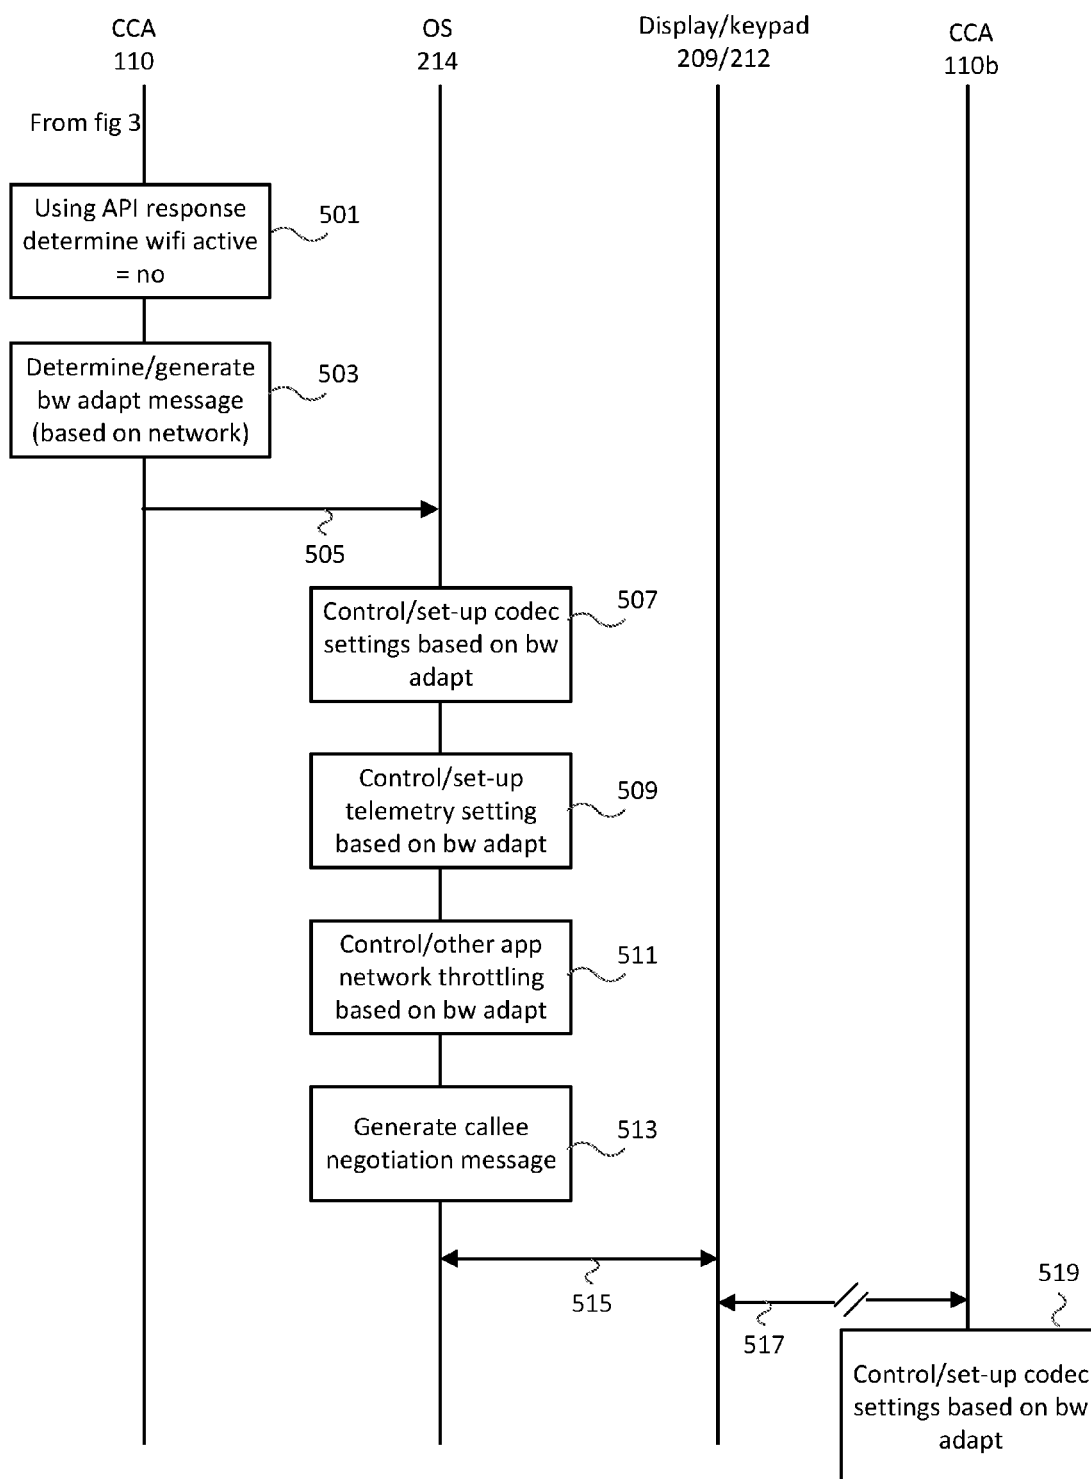 CCA
110
OS
214
Display/keypad
209/212
CCA
110b
From fig 3
Using API response
determine wifi active
= no
501
Determine/generate
bw adapt message
(based on network)
503
505
Control/set-up codec
settings based on bw
adapt
507
Control/set-up
telemetry setting
based on bw adapt
509
Control/other app
network throttling
based on bw adapt
511
Generate callee
negotiation message
513
515
517
519
Control/set-up codec
settings based on bw
adapt